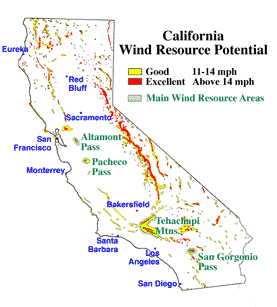 California
Wind Resource Potential
Good 11-14 mph
Excellent Above 14 mph
Main Wind Resource Areas
Eureka
Red
Bluff
Sacramento
San
Francisco
Altamont
Pass
Monterey
Pacheco
Pass
Bakersfield
Tehachapi
Mtns.
Santa
Barbara
Los
Angeles
San Gorgonio
Pass
San Diego